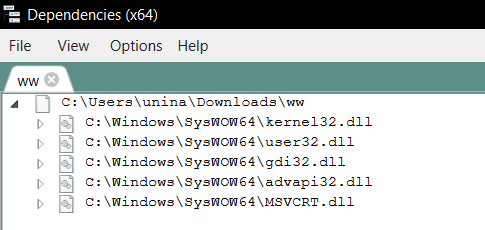 Dependencies (x64)
File View Options Help
ww
C:\Users\unina\Downloads\ww
C:\Windows\SysWOW64\kernel32.dll
C:\Windows\SysWOW64\user32.dll
C:\Windows\SysWOW64\gdi32.dll
C:\Windows\SysWOW64\advapi32.dll
C:\Windows\SysWOW64\MSVCRT.dll